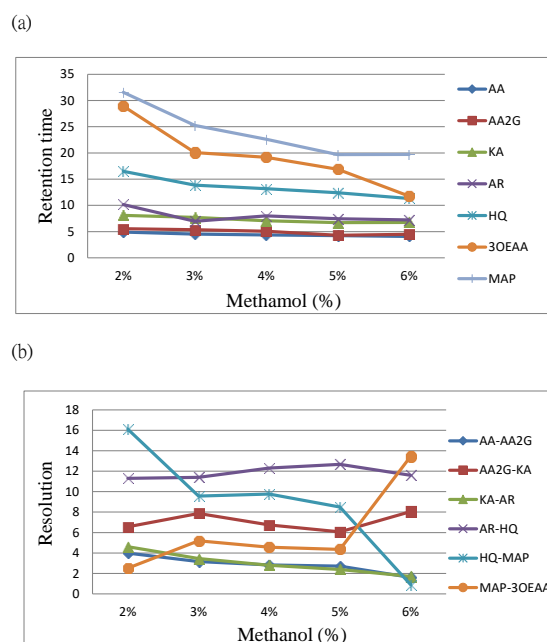 (a)
35
30
25
20
15
10
5
0
Retention time
2% 3% 4% 5% 6%
Methamol (%)
AA
AA2G
KA
AR
HQ
3OEAA
MAP
(b)
18
16
14
12
10
8
6
4
2
0
Resolution
2% 3% 4% 5% 6%
Methanol (%)
AA-AA2G
AA2G-KA
KA-AR
AR-HQ
HQ-MAP
MAP-3OEAA